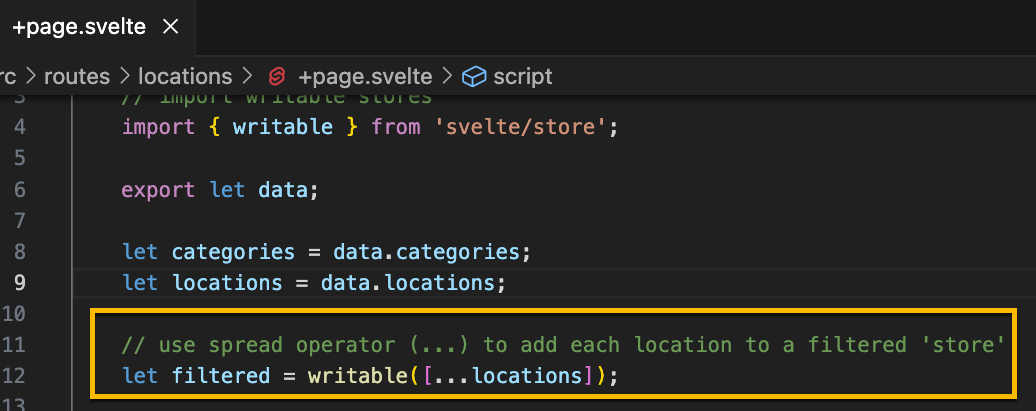 +page.svelte ×
rc > routes > locations > +page.svelte > script
3 // import writable stores
4 import { writable } from 'svelte/store';
5
6 export let data;
7
8 let categories = data.categories;
9 let locations = data.locations;
10
11 // use spread operator (...) to add each location to a filtered 'store'
12 let filtered = writable([...locations]);
13